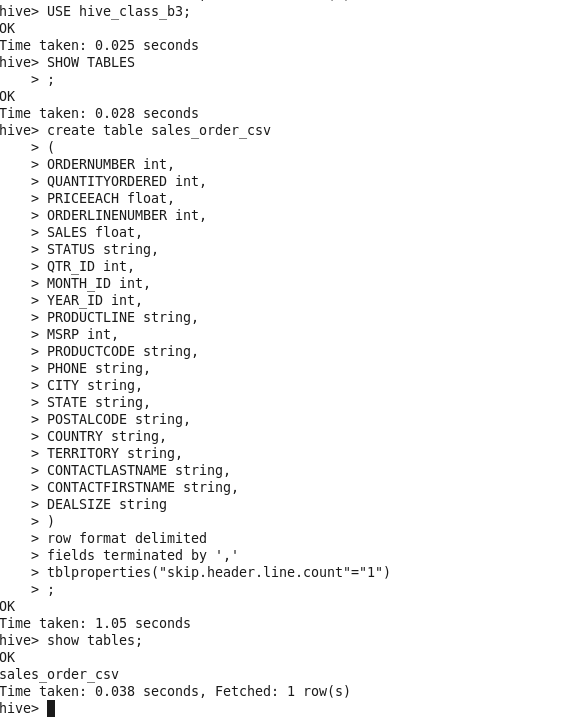 hive> USE hive_class_b3;
OK
Time taken: 0.025 seconds
hive> SHOW TABLES
    > ;
OK
Time taken: 0.028 seconds
hive> create table sales_order_csv
    > (
    > ORDERNUMBER int,
    > QUANTITYORDERED int,
    > PRICEEACH float,
    > ORDERLINENUMBER int,
    > SALES float,
    > STATUS string,
    > QTR_ID int,
    > MONTH_ID int,
    > YEAR_ID int,
    > PRODUCTLINE string,
    > MSRP int,
    > PRODUCTCODE string,
    > PHONE string,
    > CITY string,
    > STATE string,
    > POSTALCODE string,
    > COUNTRY string,
    > TERRITORY string,
    > CONTACTLASTNAME string,
    > CONTACTFIRSTNAME string,
    > DEALSIZE string
    > )
    > row format delimited
    > fields terminated by ','
    > tblproperties("skip.header.line.count"="1")
    > ;
OK
Time taken: 1.05 seconds
hive> show tables;
OK
sales_order_csv
Time taken: 0.038 seconds, Fetched: 1 row(s)
hive>